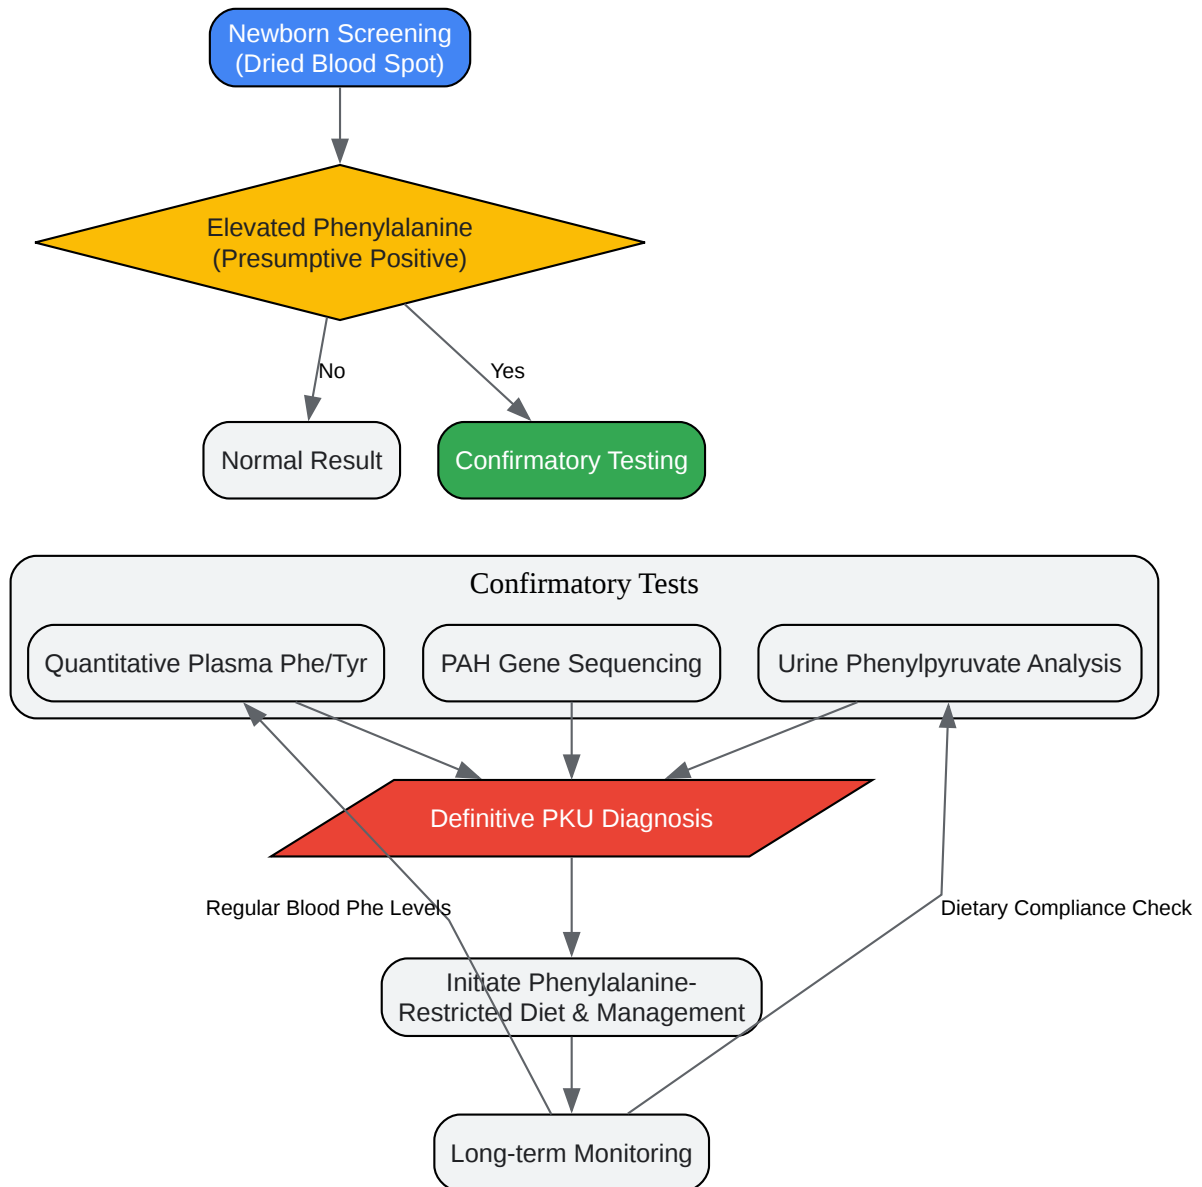 Newborn Screening
(Dried Blood Spot)
Elevated Phenylalanine
(Presumptive Positive)
No
Yes
Normal Result
Confirmatory Testing
Confirmatory Tests
Quantitative Plasma Phe/Tyr
PAH Gene Sequencing
Urine Phenylpyruvate Analysis
Definitive PKU Diagnosis
Regular Blood Phe Levels
Dietary Compliance Check
Initiate Phenylalanine-
Restricted Diet & Management
Long-term Monitoring